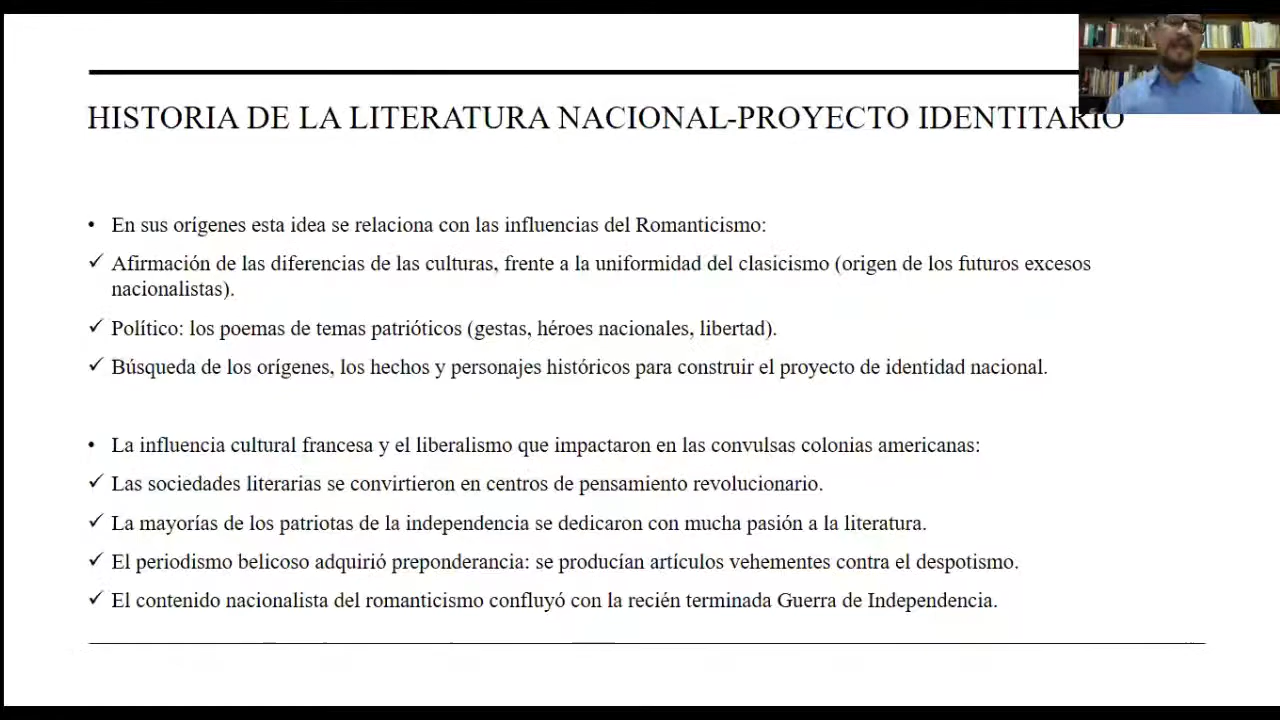 HISTORIA DE LA LITERATURA NACIONAL-PROYECTO IDENTITARIO
• En sus orígenes esta idea se relaciona con las influencias del Romanticismo:
✓ Afirmación de las diferencias de las culturas, frente a la uniformidad del clasicismo (origen de los futuros excesos
nacionalistas).
✓ Político: los poemas de temas patrióticos (gestas, héroes nacionales, libertad).
✓ Búsqueda de los orígenes, los hechos y personajes históricos para construir el proyecto de identidad nacional.
• La influencia cultural francesa y el liberalismo que impactaron en las convulsas colonias americanas:
✓ Las sociedades literarias se convirtieron en centros de pensamiento revolucionario.
✓ La mayorías de los patriotas de la independencia se dedicaron con mucha pasión a la literatura.
✓ El periodismo belicoso adquirió preponderancia: se producían artículos vehementes contra el despotismo.
✓ El contenido nacionalista del romanticismo confluyó con la recién terminada Guerra de Independencia.